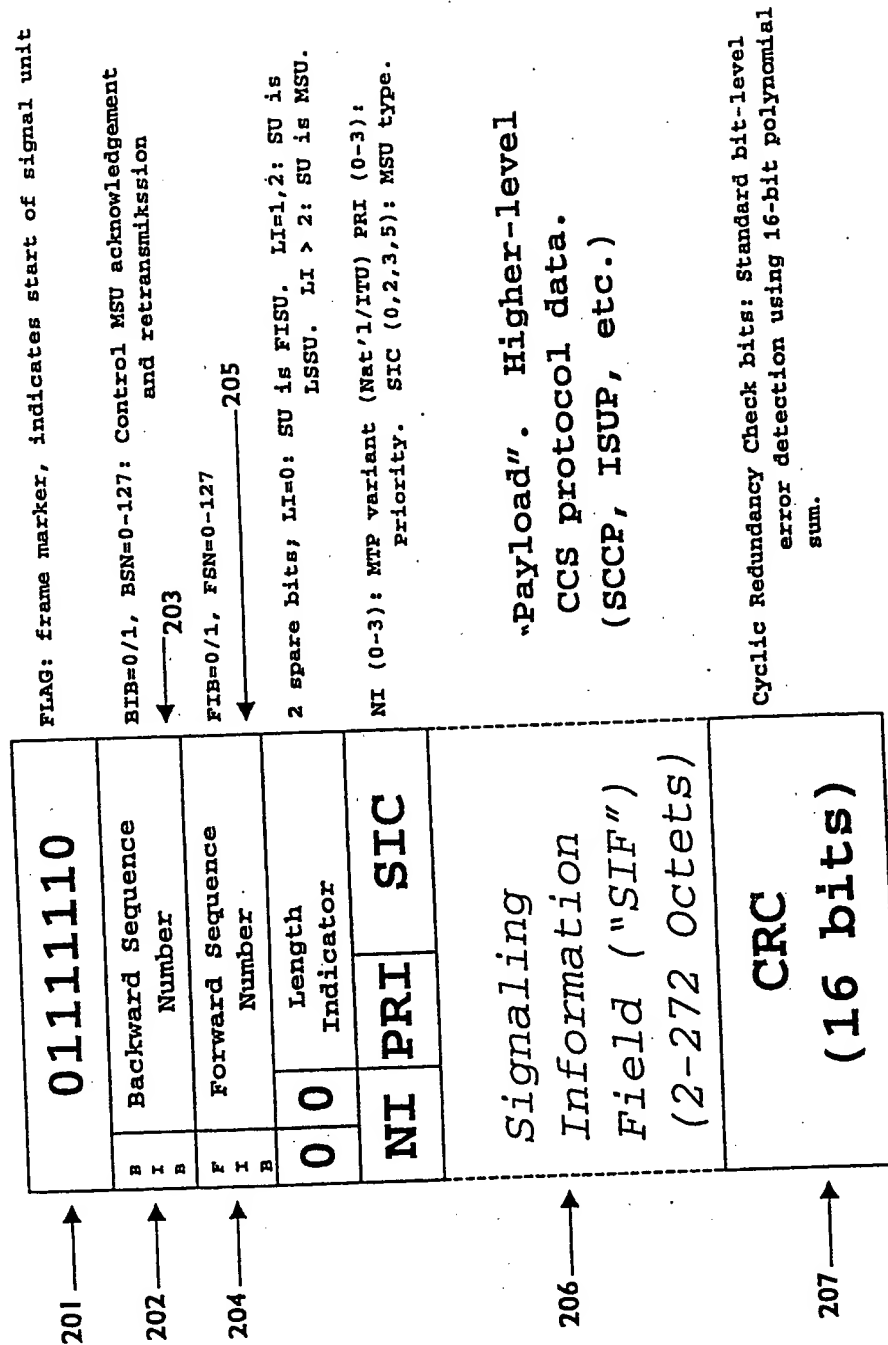 201
01111110
FLAG: frame marker, indicates start of signal unit
202
B
I
B
Backward Sequence
Number
BIB=0/1, BSN=0-127: Control MSU acknowledgement
and retransmikssion
203
204
F
I
B
Forward Sequence
Number
FIB=0/1, FSN=0-127
205
0 0
Length
Indicator
2 spare bits; LI=0: SU is FISU. LI=1,2: SU is
LSSU. LI > 2: SU is MSU.
NI PRI SIC
NI (0-3): MTP variant (Nat'l/ITU) PRI (0-3):
Priority. SIC (0,2,3,5): MSU type.
206
Signaling
Information
Field ("SIF")
(2-272 Octets)
"Payload". Higher-level
CCS protocol data.
(SCCP, ISUP, etc.)
207
CRC
(16 bits)
Cyclic Redundancy Check bits: Standard bit-level
error detection using 16-bit polynomial
sum.